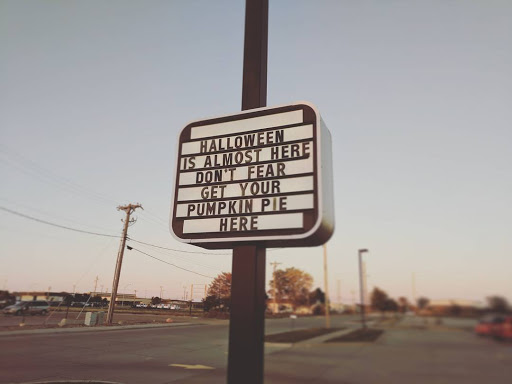 HALLOWEEN
IS ALMOST HERE
DON'T FEAR
GET YOUR
PUMPKIN PIE
HERE